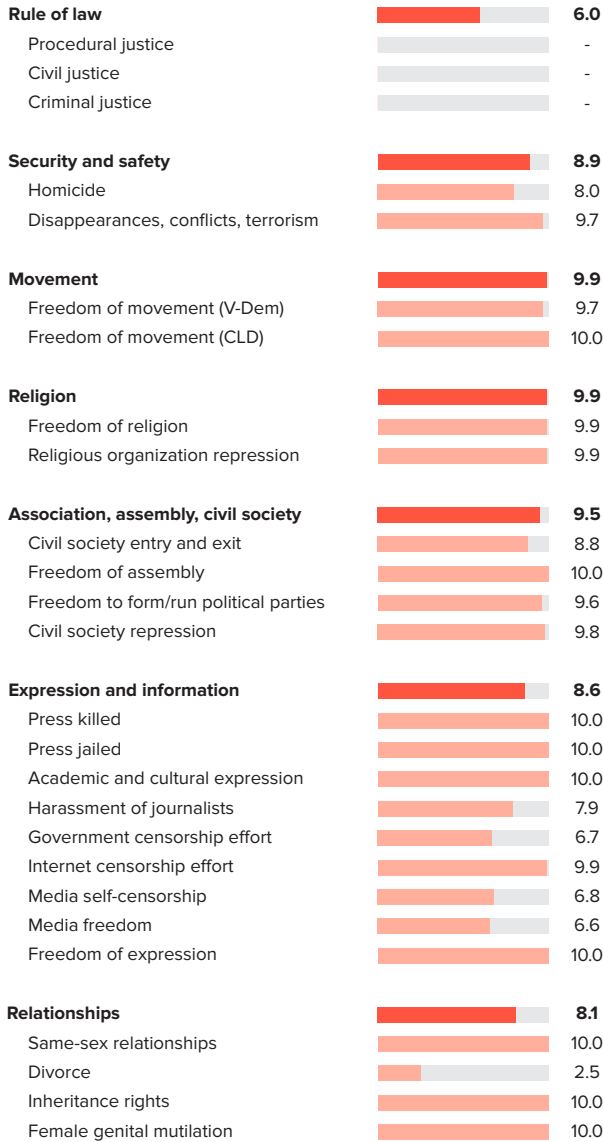 Rule of law 6.0
Procedural justice -
Civil justice -
Criminal justice -
Security and safety 8.9
Homicide 8.0
Disappearances, conflicts, terrorism 9.7
Movement 9.9
Freedom of movement (V-Dem) 9.7
Freedom of movement (CLD) 10.0
Religion 9.9
Freedom of religion 9.9
Religious organization repression 9.9
Association, assembly, civil society 9.5
Civil society entry and exit 8.8
Freedom of assembly 10.0
Freedom to form/run political parties 9.6
Civil society repression 9.8
Expression and information 8.6
Press killed 10.0
Press jailed 10.0
Academic and cultural expression 10.0
Harassment of journalists 7.9
Government censorship effort 6.7
Internet censorship effort 9.9
Media self-censorship 6.8
Media freedom 6.6
Freedom of expression 10.0
Relationships 8.1
Same-sex relationships 10.0
Divorce 2.5
Inheritance rights 10.0
Female genital mutilation 10.0